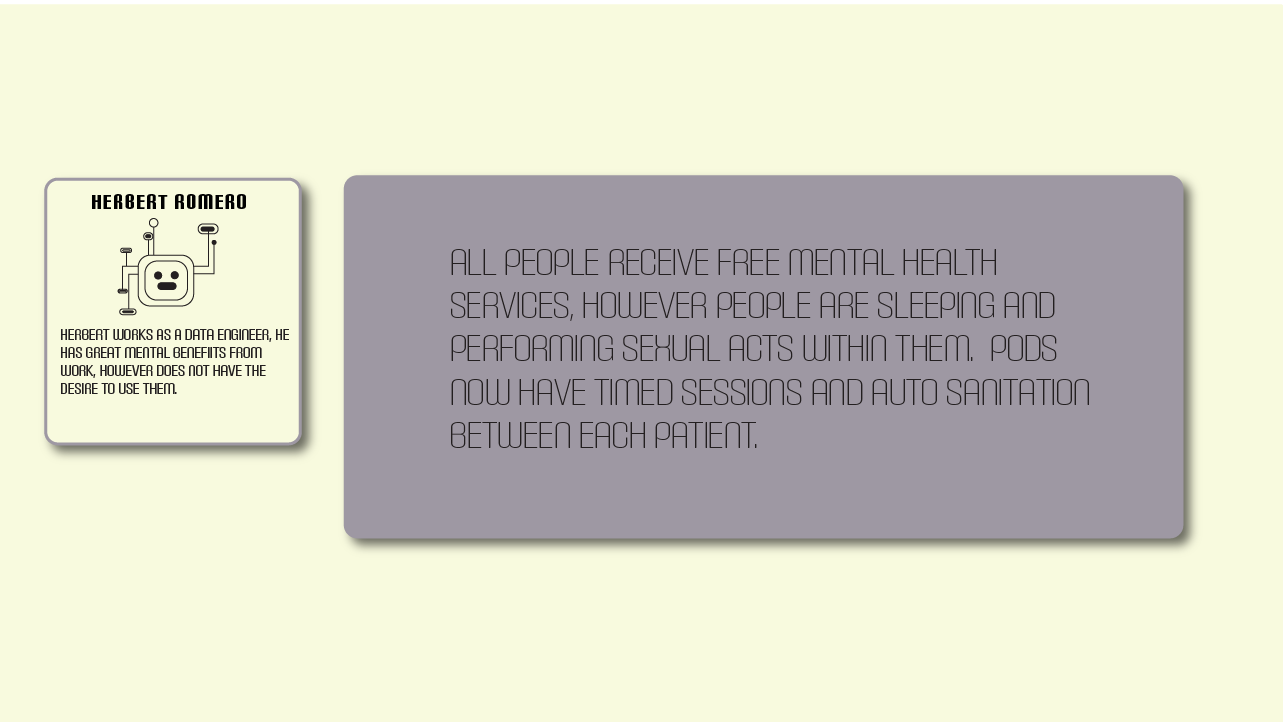 HERBERT ROMERO
HERBERT WORKS AS A DATA ENGINEER, HE
HAS GREAT MENTAL BENEFIITS FROM
WORK, HOWEVER DOES NOT HAVE THE
DESIRE TO USE THEM.
ALL PEOPLE RECEIVE FREE MENTAL HEALTH
SERVICES, HOWEVER PEOPLE ARE SLEEPING AND
PERFORMING SEXUAL ACTS WITHIN THEM.  PODS
NOW HAVE TIMED SESSIONS AND AUTO SANITATION
BETWEEN EACH PATIENT.